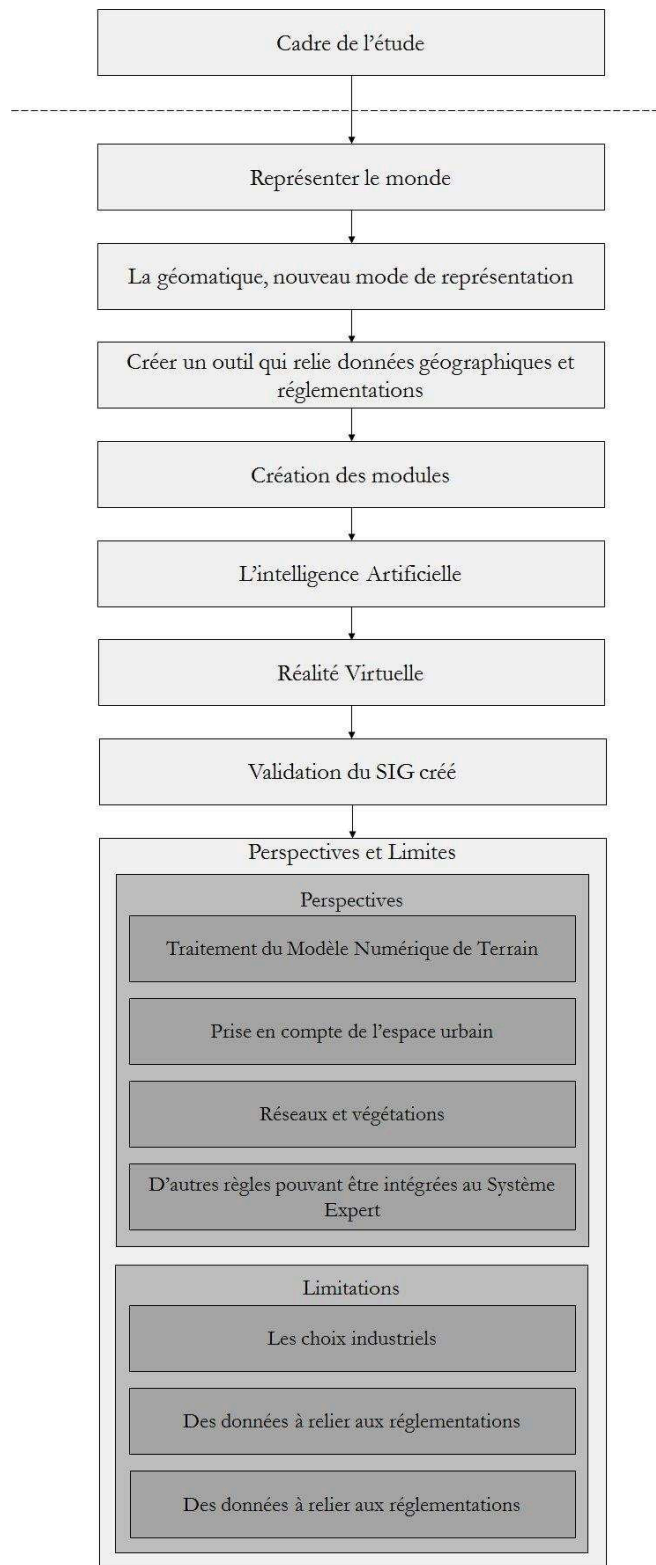 Cadre de l’étude
Représenter le monde
La géomatique, nouveau mode de représentation
Créer un outil qui relie données géographiques et
réglementations
Création des modules
L’intelligence Artificielle
Réalité Virtuelle
Validation du SIG créé
Perspectives et Limites
Perspectives
Traitement du Modèle Numérique de Terrain
Prise en compte de l’espace urbain
Réseaux et végétations
D’autres règles pouvant être intégrées au Système
Expert
Limitations
Les choix industriels
Des données à relier aux réglementations
Des données à relier aux réglementations